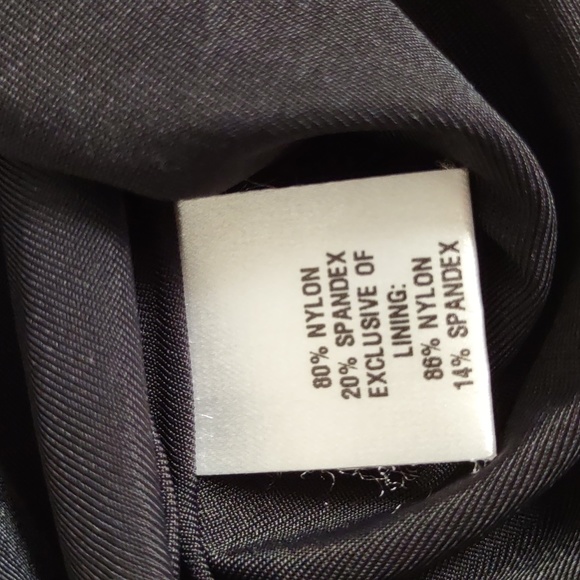 80% NYLON
20% SPANDEX
EXCLUSIVE OF
LINING:
86% NYLON
14% SPANDEX